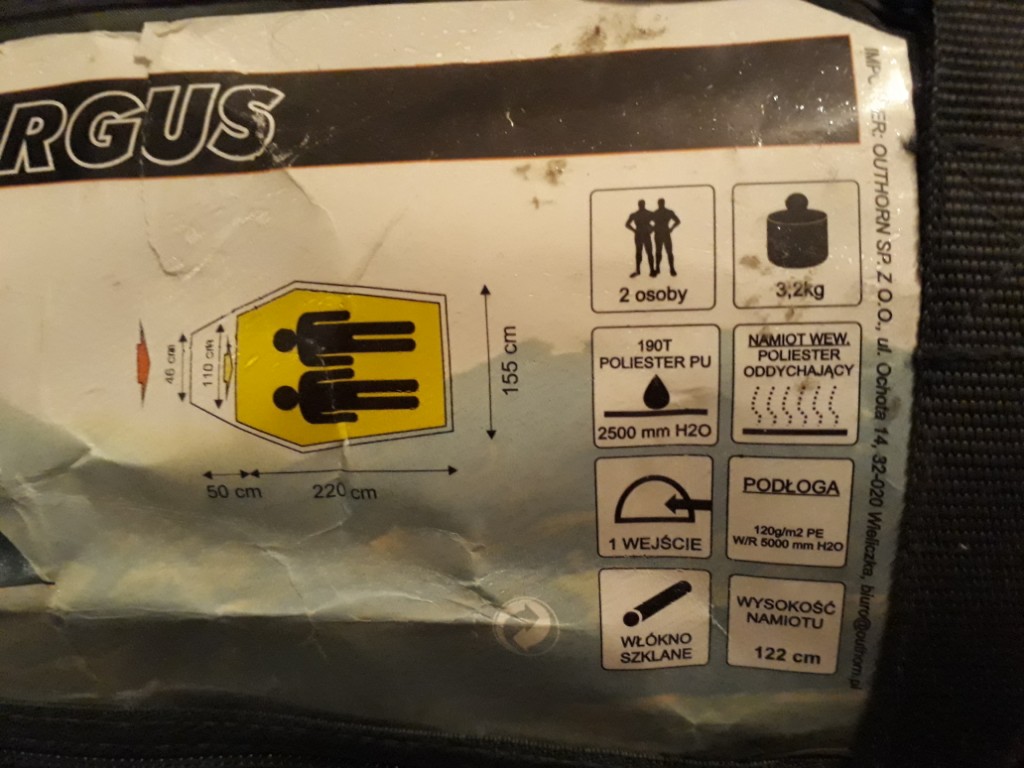 RGUS
2 osoby
3,2kg
190T
POLIESTER PU
2500 mm H2O
NAMIOT WEW.
POLIESTER
ODDYCHAJĄCY
46 cm
110 cm
155 cm
50 cm
220 cm
1 WEJŚCIE
PODŁOGA
120g/m2 PE
W/R 5000 mm H2O
WŁÓKNO
SZKLANE
WYSOKOŚĆ
NAMIOTU
122 cm
OUTHORN SP. Z O.O., ul. Ochota 14, 32-020 Wieliczka, biuro@outhorn.pl